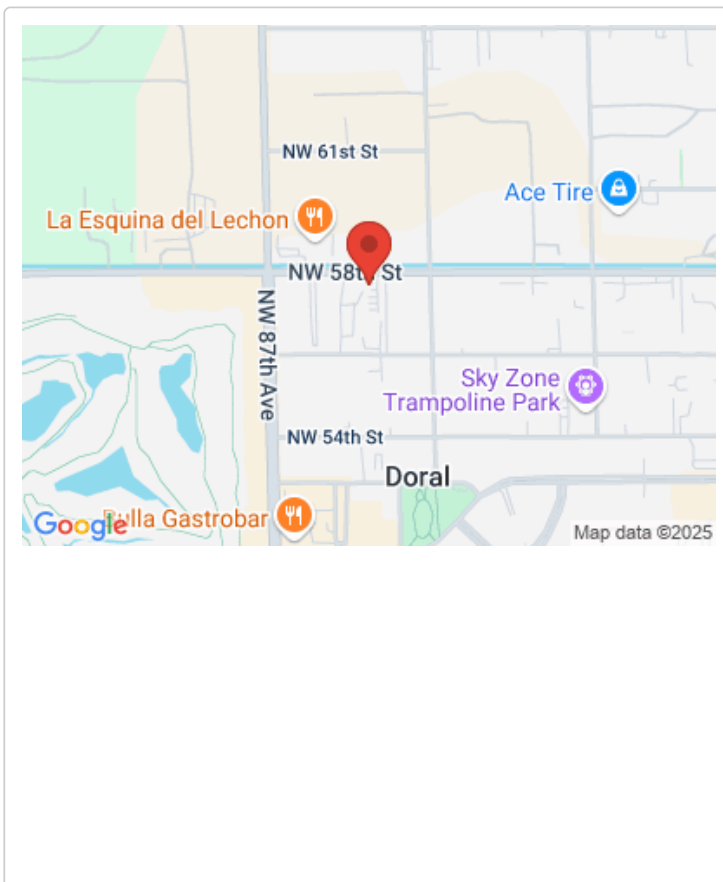 NW 61st St
Ace Tire
La Esquina del Lechon
NW 58th St
NW 87th Ave
Sky Zone
Trampoline Park
NW 54th St
Doral
Bulla Gastrobar
Google
Map data ©2025